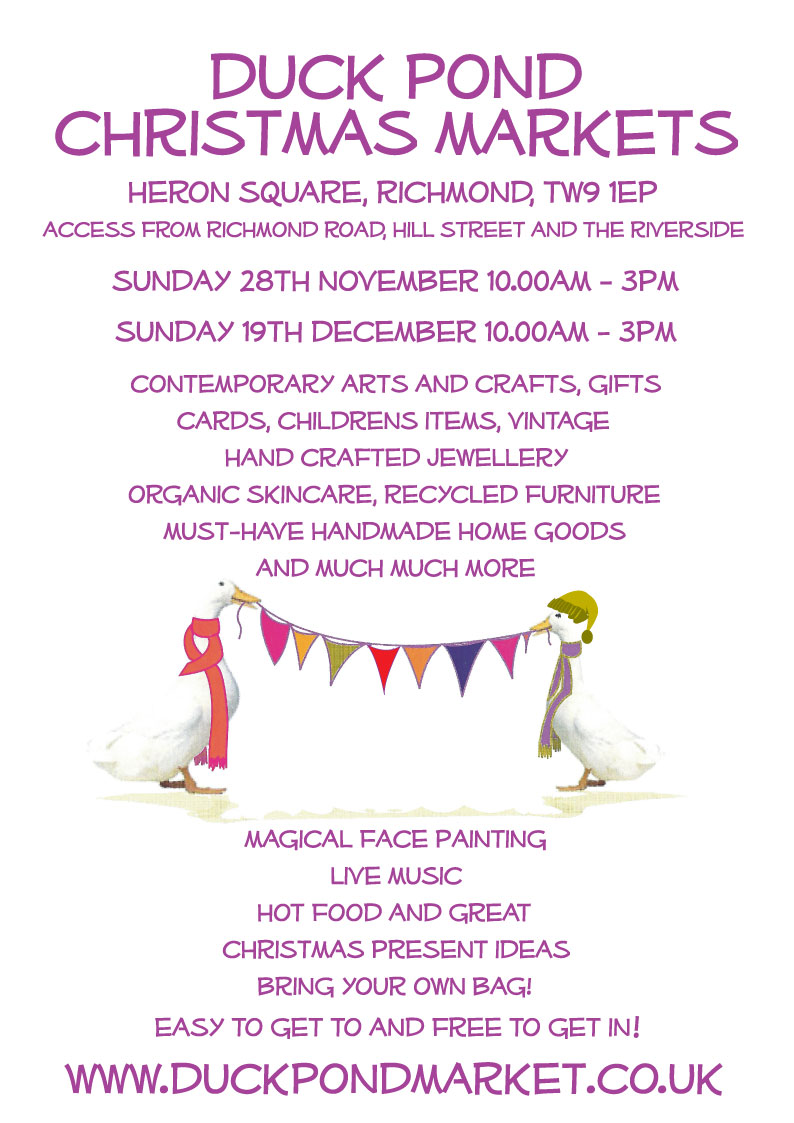 DUCK POND
CHRISTMAS MARKETS
HERON SQUARE, RICHMOND, TW9 1EP
ACCESS FROM RICHMOND ROAD, HILL STREET AND THE RIVERSIDE
SUNDAY 28TH NOVEMBER 10.00AM - 3PM
SUNDAY 19TH DECEMBER 10.00AM - 3PM
CONTEMPORARY ARTS AND CRAFTS, GIFTS
CARDS, CHILDRENS ITEMS, VINTAGE
HAND CRAFTED JEWELLERY
ORGANIC SKINCARE, RECYCLED FURNITURE
MUST-HAVE HANDMADE HOME GOODS
AND MUCH MUCH MORE
MAGICAL FACE PAINTING
LIVE MUSIC
HOT FOOD AND GREAT
CHRISTMAS PRESENT IDEAS
BRING YOUR OWN BAG!
EASY TO GET TO AND FREE TO GET IN!
WWW.DUCKPONDMARKET.CO.UK